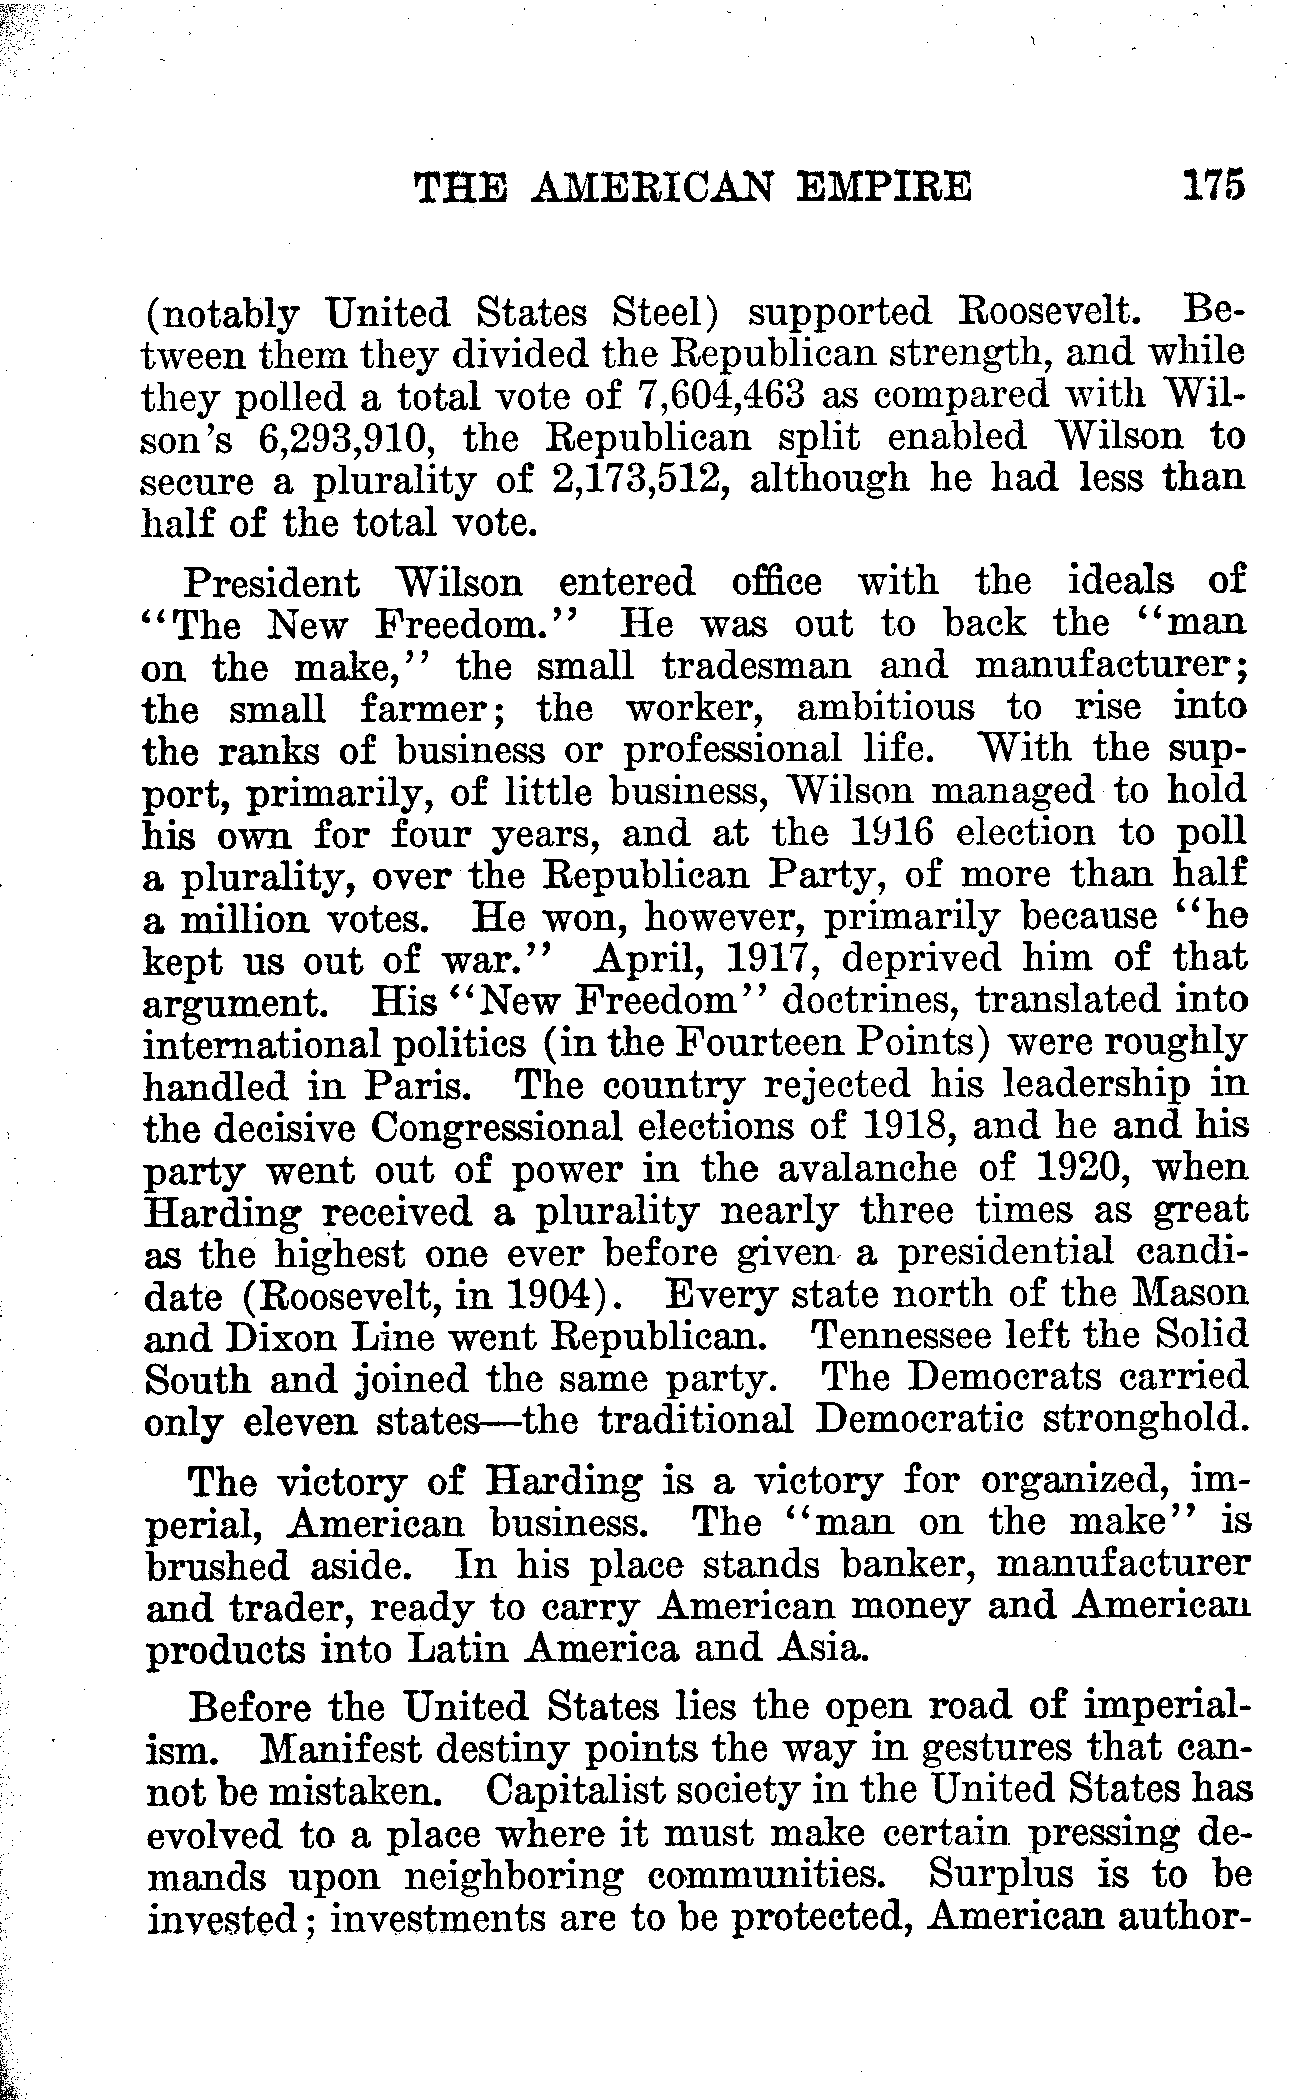 THE AMERICAN EMPIRE 175
(notably United States Steel) supported Roosevelt. Be-
tween them they divided the Republican strength, and while
they polled a total vote of 7,604,463 as compared with Wil-
son's 6,293,910, the Republican split enabled Wilson to
secure a plurality of 2,173,512, although he had less than
half of the total vote.
President Wilson entered office with the ideals of
"The New Freedom." He was out to back the "man
on the make," the small tradesman and manufacturer;
the small farmer; the worker, ambitious to rise into
the ranks of business or professional life. With the sup-
port, primarily, of little business, Wilson managed to hold
his own for four years, and at the 1916 election to poll
a plurality, over the Republican Party, of more than half
a million votes. He won, however, primarily because "he
kept us out of war." April, 1917, deprived him of that
argument. His "New Freedom" doctrines, translated into
international politics (in the Fourteen Points) were roughly
handled in Paris. The country rejected his leadership in
the decisive Congressional elections of 1918, and he and his
party went out of power in the avalanche of 1920, when
Harding received a plurality nearly three times as great
as the highest one ever before given a presidential candi-
date (Roosevelt, in 1904). Every state north of the Mason
and Dixon Line went Republican. Tennessee left the Solid
South and joined the same party. The Democrats carried
only eleven states—the traditional Democratic stronghold.
The victory of Harding is a victory for organized, im-
perial, American business. The "man on the make" is
brushed aside. In his place stands banker, manufacturer
and trader, ready to carry American money and American
products into Latin America and Asia.
Before the United States lies the open road of imperial-
ism. Manifest destiny points the way in gestures that can-
not be mistaken. Capitalist society in the United States has
evolved to a place where it must make certain pressing de-
mands upon neighboring communities. Surplus is to be
invested; investments are to be protected, American author-